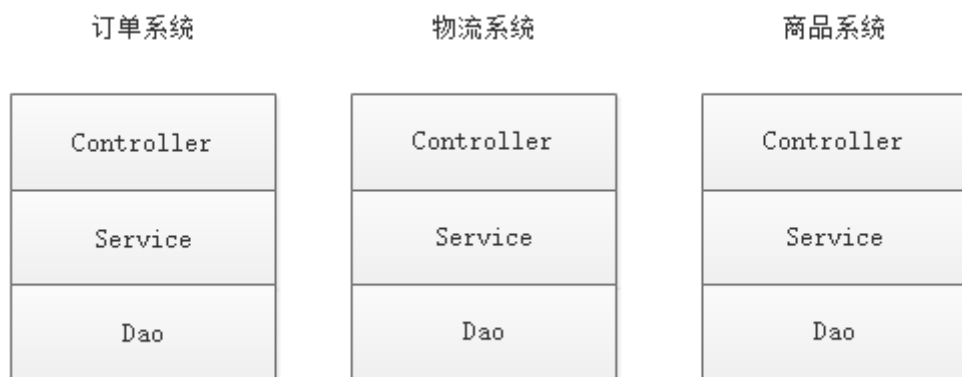 订单系统 物流系统 商品系统
Controller Controller Controller
Service Service Service
Dao Dao Dao